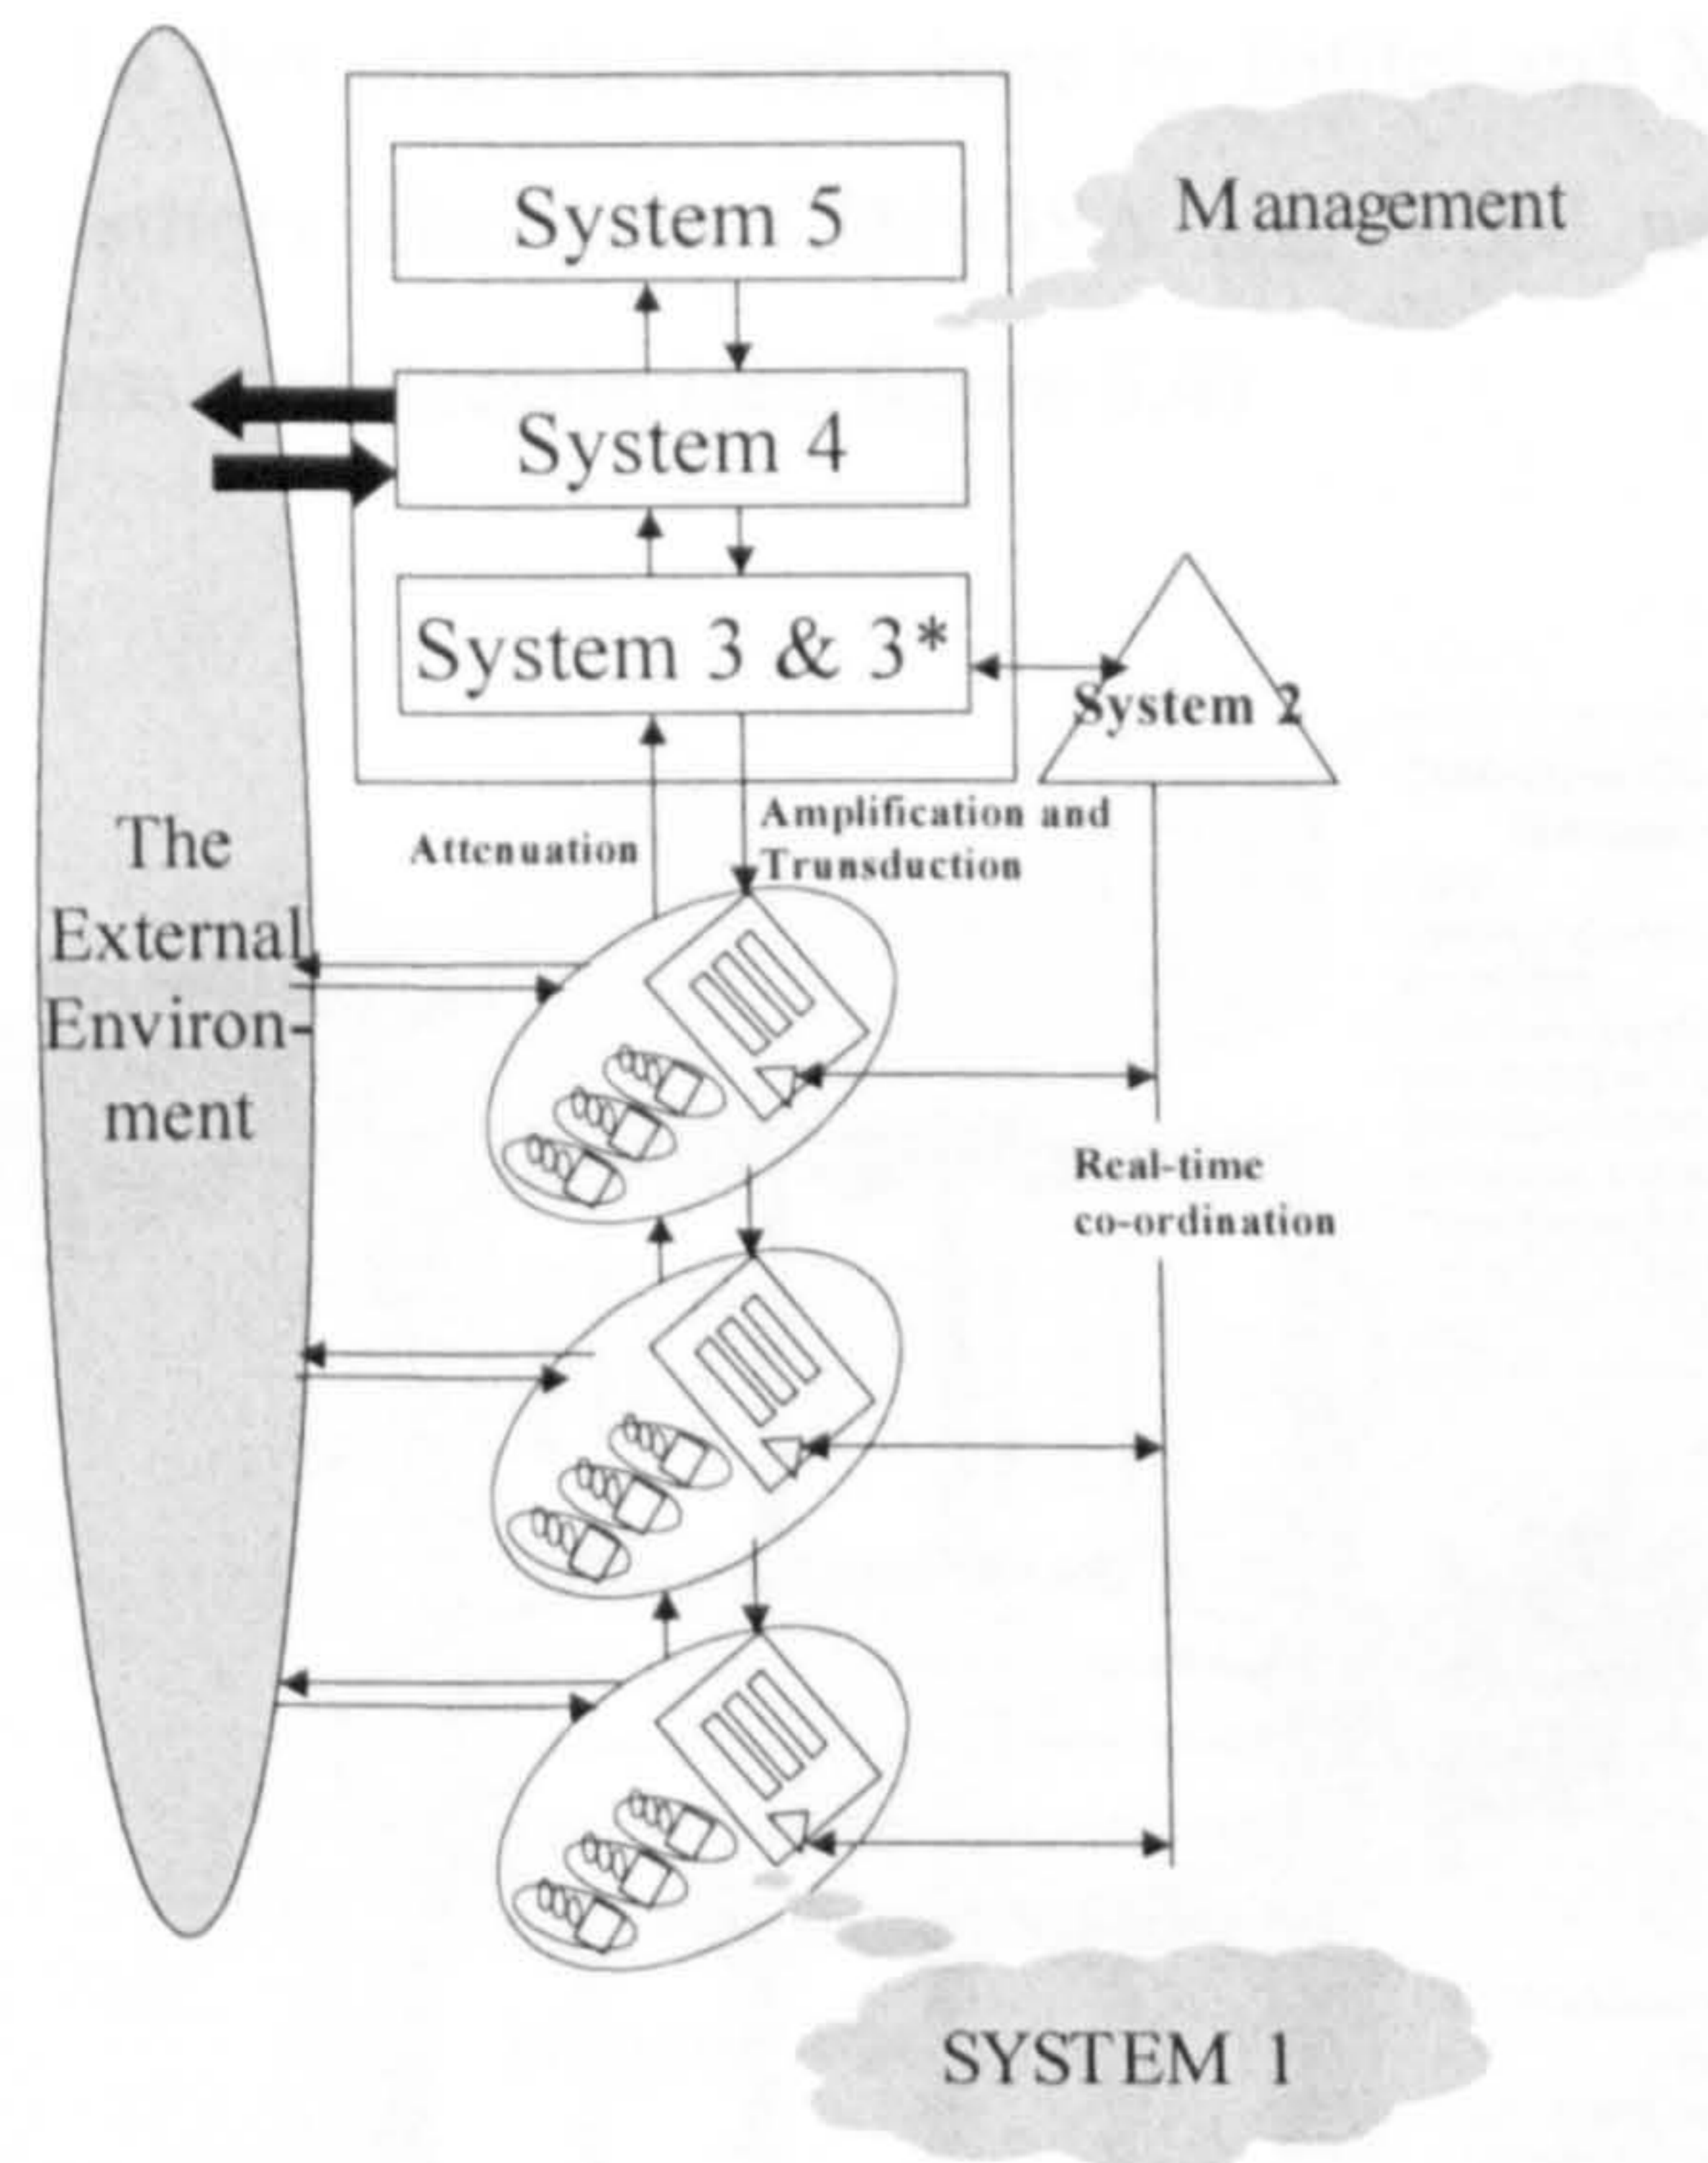 System 5
Management
System 4
System 3 & 3*
System 2
The
External
Environ-
ment
Attenuation
Amplification and
Trunsduction
Real-time
co-ordination
SYSTEM 1